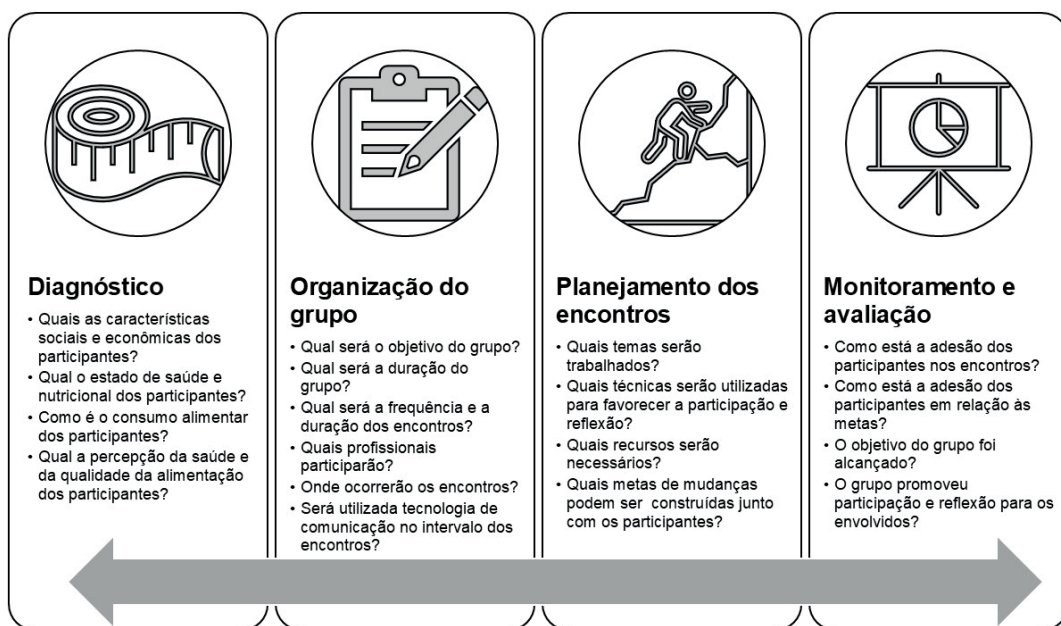 Diagnóstico
• Quais as características
sociais e econômicas dos
participantes?
• Qual o estado de saúde e
nutricional dos participantes?
• Como é o consumo alimentar
dos participantes?
• Qual a percepção da saúde e
da qualidade da alimentação
dos participantes?
Organização do
grupo
• Qual será o objetivo do grupo?
• Qual será a duração do
grupo?
• Qual será a frequência e a
duração dos encontros?
• Quais profissionais
participarão?
• Onde ocorrerão os encontros?
• Será utilizada tecnologia de
comunicação no intervalo dos
encontros?
Planejamento dos
encontros
• Quais temas serão
trabalhados?
• Quais técnicas serão utilizadas
para favorecer a participação e
reflexão?
• Quais recursos serão
necessários?
• Quais metas de mudanças
podem ser construídas junto
com os participantes?
Monitoramento e
avaliação
• Como está a adesão dos
participantes nos encontros?
• Como está a adesão dos
participantes em relação às
metas?
• O objetivo do grupo foi
alcançado?
• O grupo promoveu
participação e reflexão para os
envolvidos?